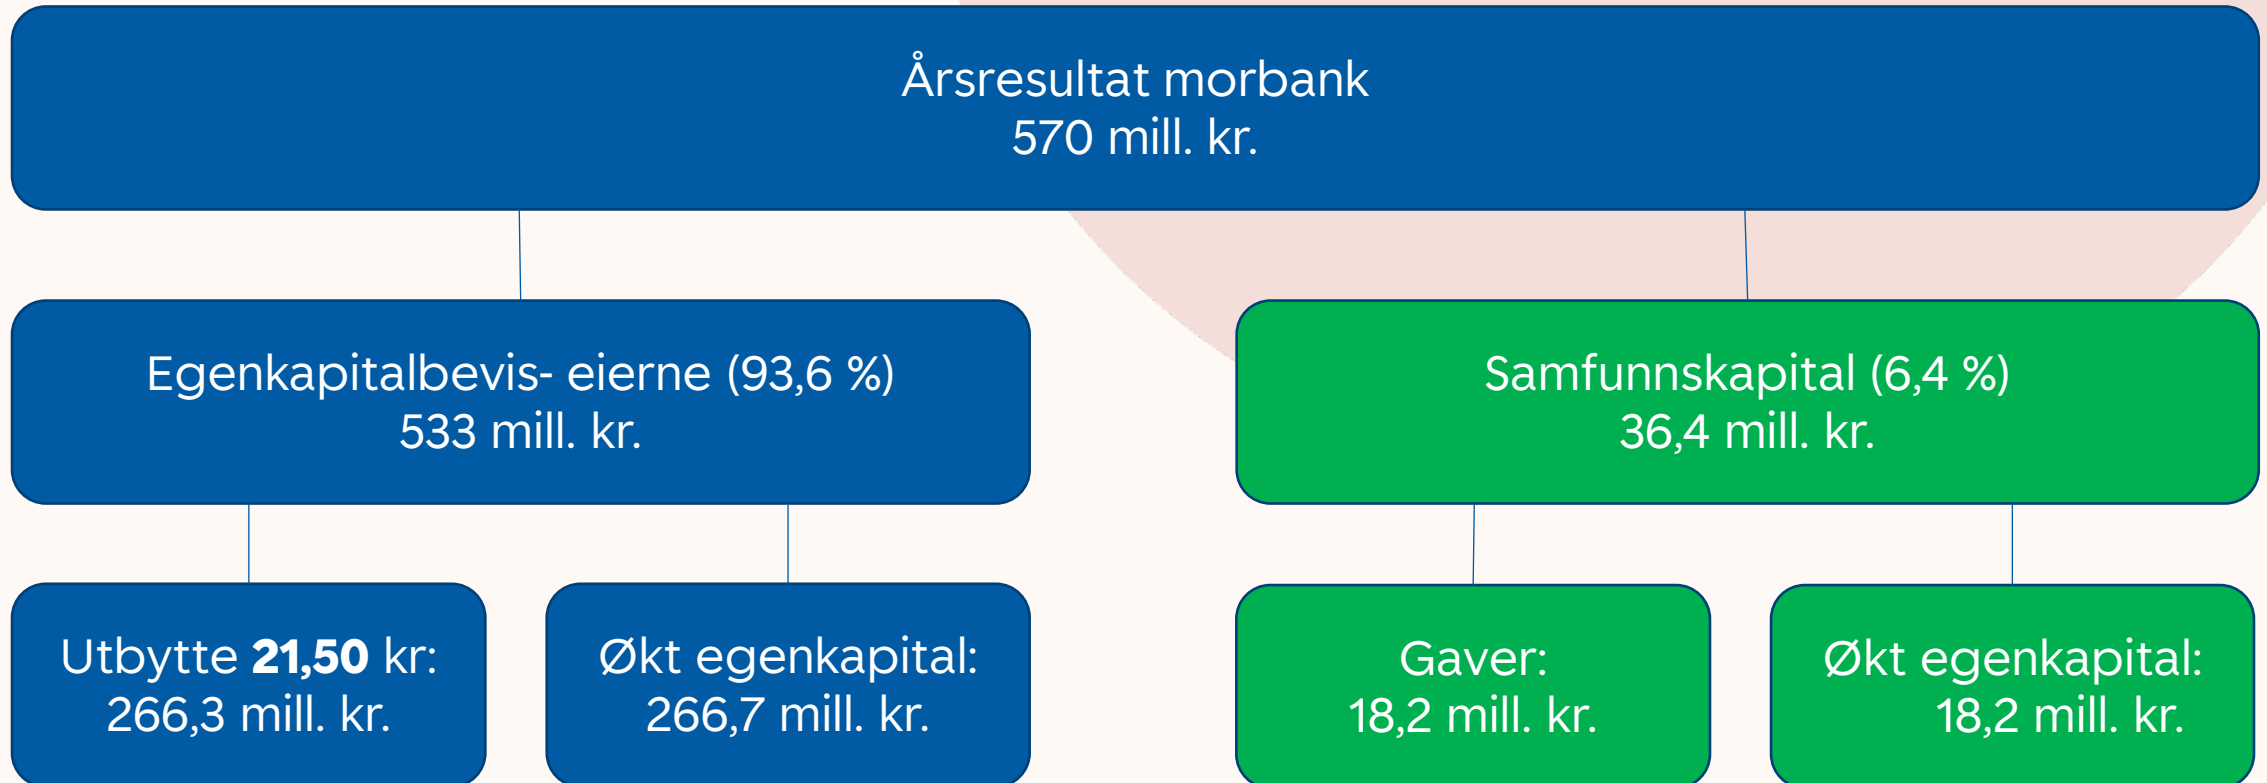 Årsresultat morbank
570 mill. kr.
Egenkapitalbevis- eierne (93,6 %)
533 mill. kr.
Samfunnskapital (6,4 %)
36,4 mill. kr.
Utbytte 21,50 kr:
266,3 mill. kr.
Økt egenkapital:
266,7 mill. kr.
Gaver:
18,2 mill. kr.
Økt egenkapital:
18,2 mill. kr.